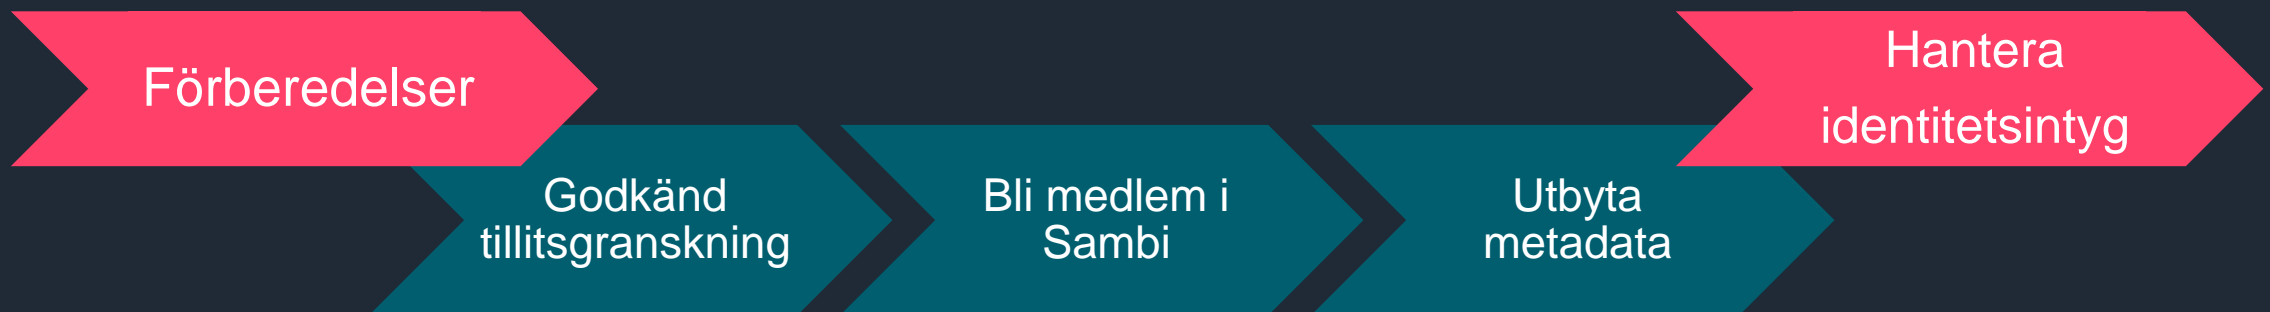 Förberedelser
Godkänd
tillitsgranskning
Bli medlem i
Sambi
Utbyta
metadata
Hantera
identitetsintyg